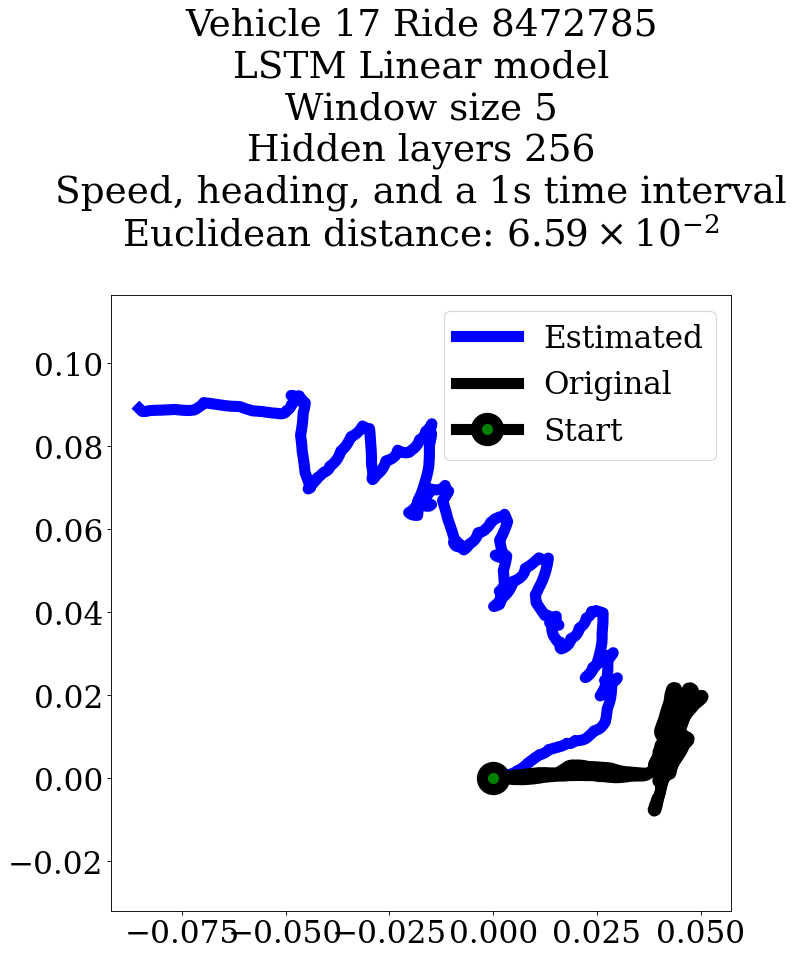 Vehicle 17 Ride 8472785
LSTM Linear model
Window size 5
Hidden layers 256
Speed, heading, and a 1s time interval
Euclidean distance: 6.59 × 10⁻²
Estimated
Original
Start
0.10
0.08
0.06
0.04
0.02
0.00
−0.02
−0.075 −0.050 −0.025 0.000 0.025 0.050